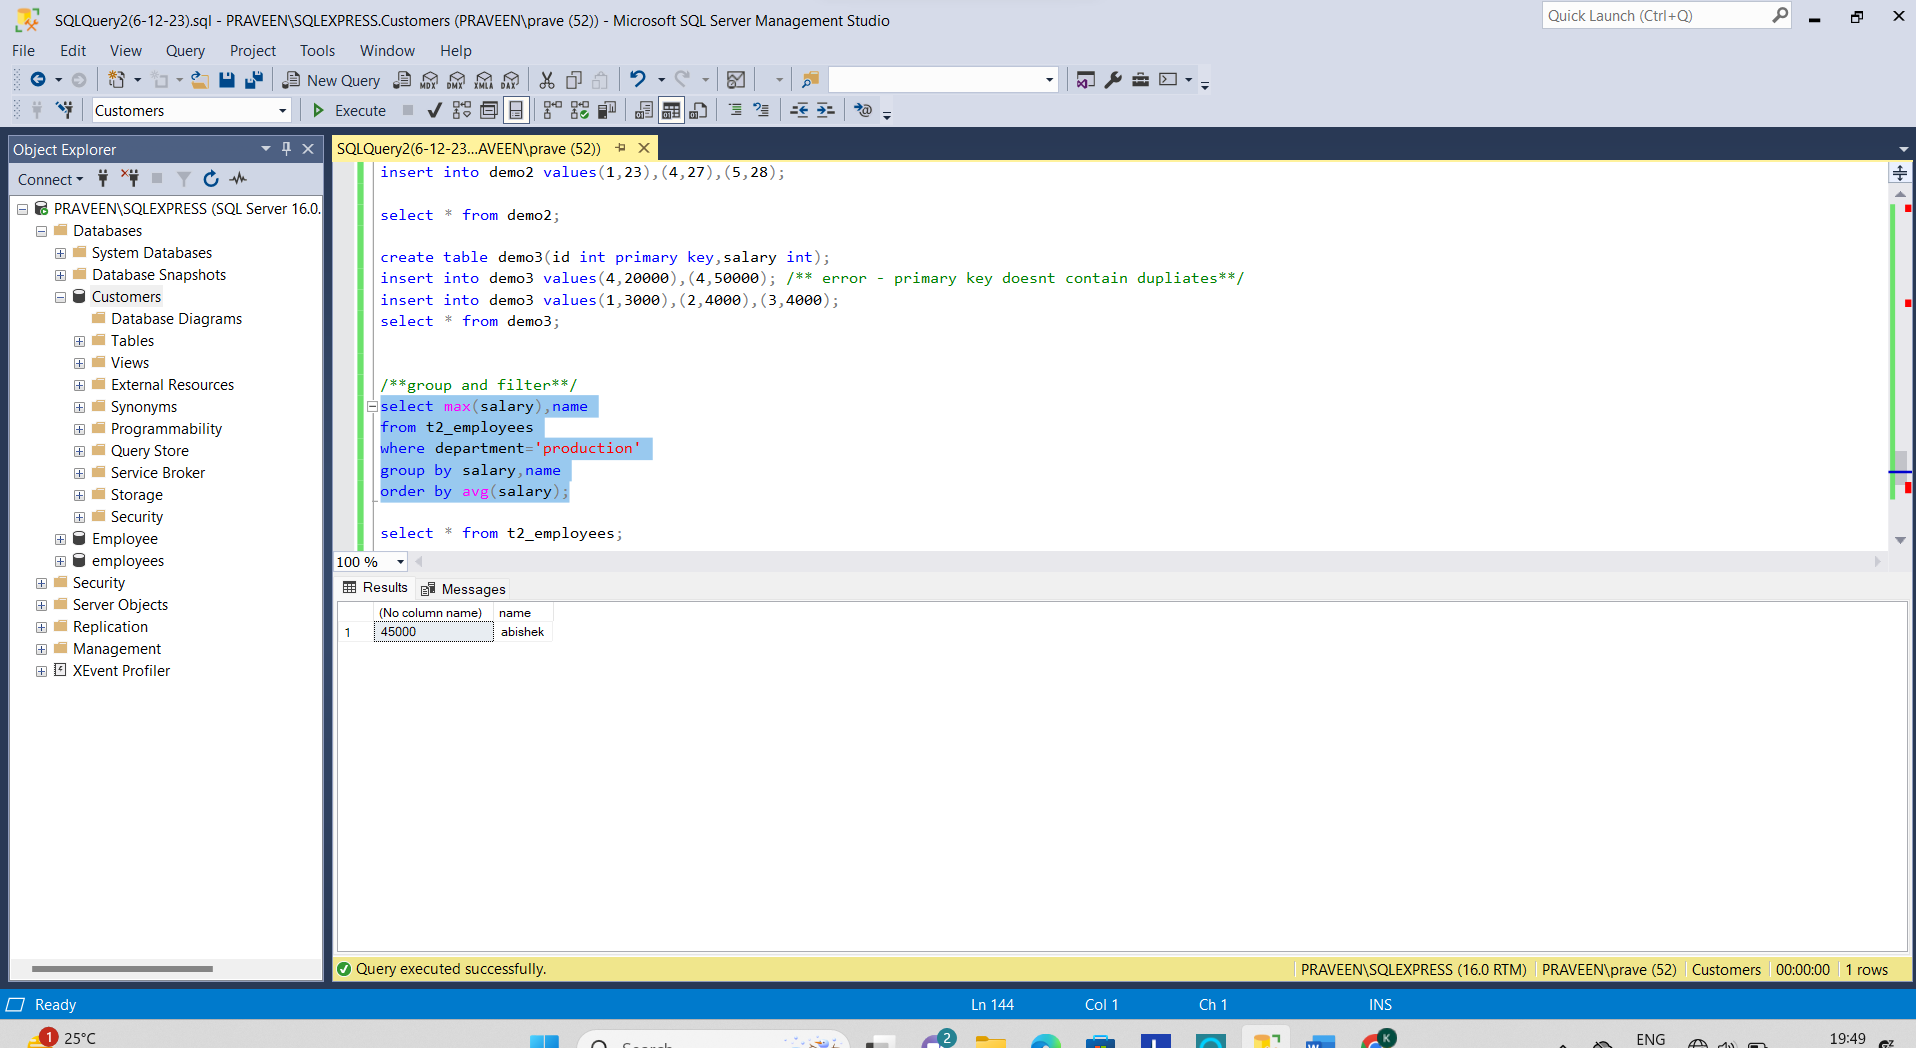 SQLQuery2(6-12-23).sql - PRAVEEN\SQLEXPRESS.Customers (PRAVEEN\prave (52)) - Microsoft SQL Server Management Studio
Quick Launch (Ctrl+Q)
File Edit View Query Project Tools Window Help
New Query MDX DMX XMLA DAX
Customers Execute
Object Explorer
Connect
PRAVEEN\SQLEXPRESS (SQL Server 16.0.
Databases
System Databases
Database Snapshots
Customers
Database Diagrams
Tables
Views
External Resources
Synonyms
Programmability
Query Store
Service Broker
Storage
Security
Employee
employees
Security
Server Objects
Replication
Management
XEvent Profiler
SQLQuery2(6-12-23...AVEEN\prave (52))
insert into demo2 values(1,23),(4,27),(5,28);
select * from demo2;
create table demo3(id int primary key,salary int);
insert into demo3 values(4,20000),(4,50000); /** error - primary key doesnt contain dupliates**/
insert into demo3 values(1,3000),(2,4000),(3,4000);
select * from demo3;
/**group and filter**/
select max(salary),name
from t2_employees
where department='production'
group by salary,name
order by avg(salary);
select * from t2_employees;
100 %
Results Messages
(No column name) name
1 45000 abishek
Query executed successfully. PRAVEEN\SQLEXPRESS (16.0 RTM) PRAVEEN\prave (52) Customers 00:00:00 1 rows
Ready Ln 144 Col 1 Ch 1 INS
1 25°C Search 2 K ENG 19:49